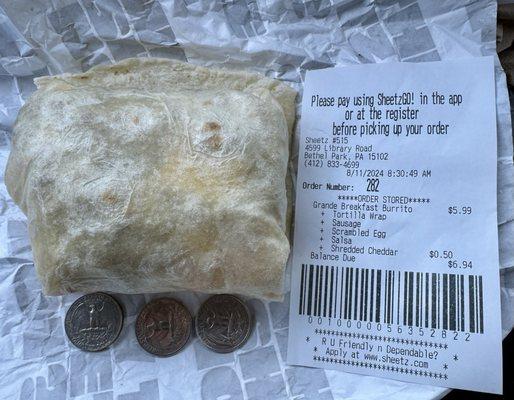 Please pay using SheetzGO! in the app
or at the register
before picking up your order
Sheetz #515
4599 Library Road
Bethel Park, PA 15102
(412) 833-4699
8/11/2024 8:30:49 AM
Order Number: 282
*****ORDER STORED*****
Grande Breakfast Burrito $5.99
+ Tortilla Wrap
+ Sausage
+ Scrambled Egg
+ Salsa
+ Shredded Cheddar $0.50
Balance Due $6.94
0010000056352822
*************************
* R U Friendly n Dependable? *
* Apply at www.sheetz.com *
*************************